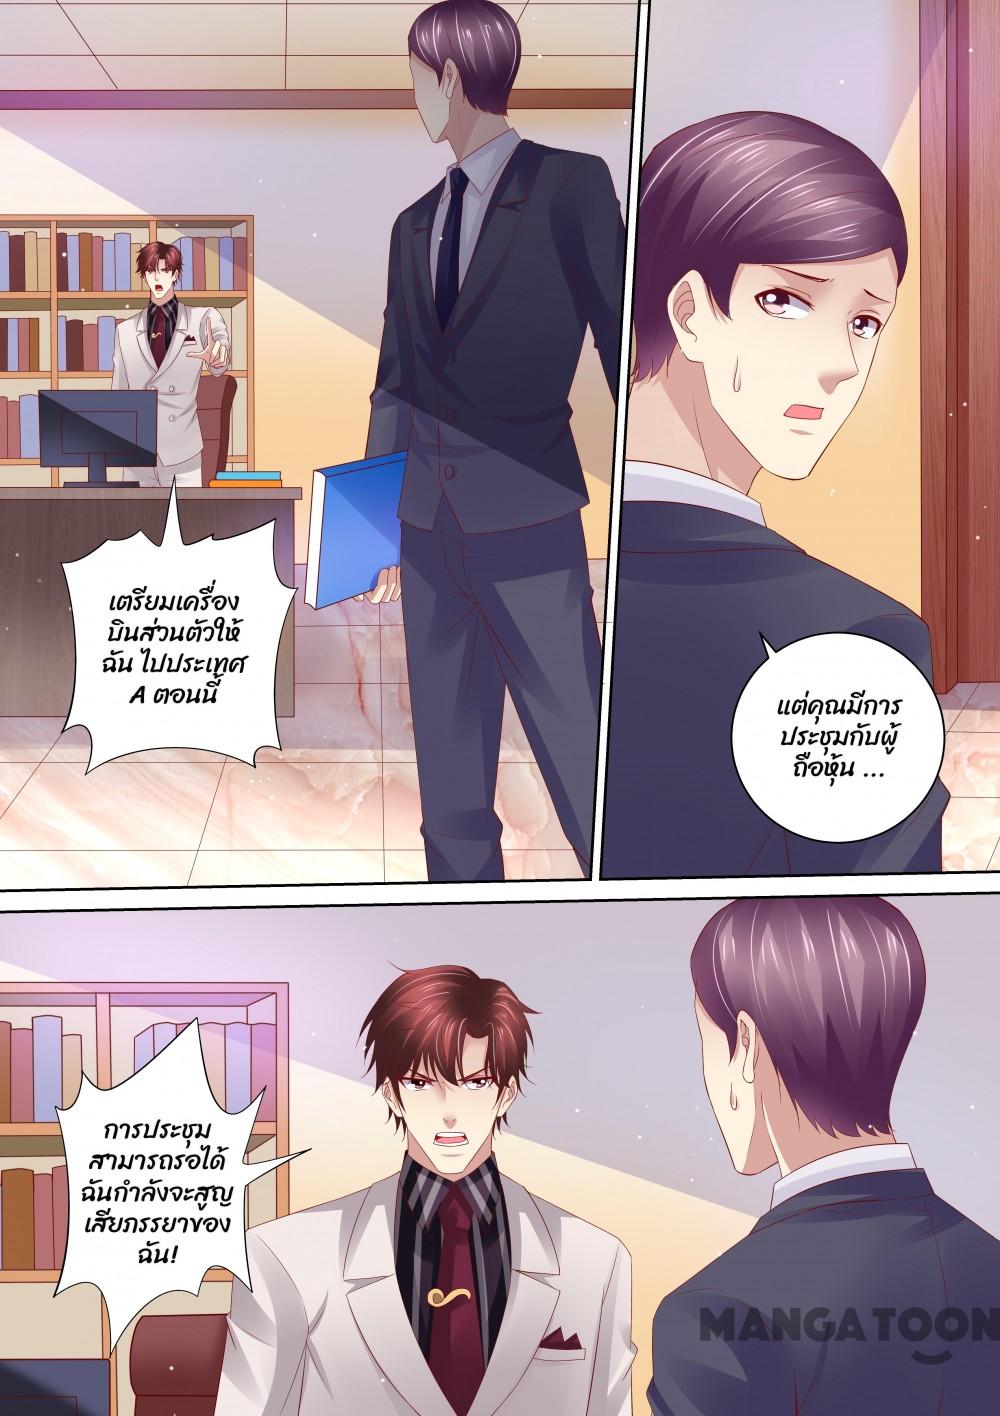 เตรียมเครื่อง
บินส่วนตัวให้
ฉัน ไปประเทศ
A ตอนนี้
แต่คุณมีการ
ประชุมกับผู้
ถือหุ้น ...
การประชุม
สามารถรอได้
ฉันกำลังจะสูญ
เสียภรรยาของ
ฉัน!
MANGATOON